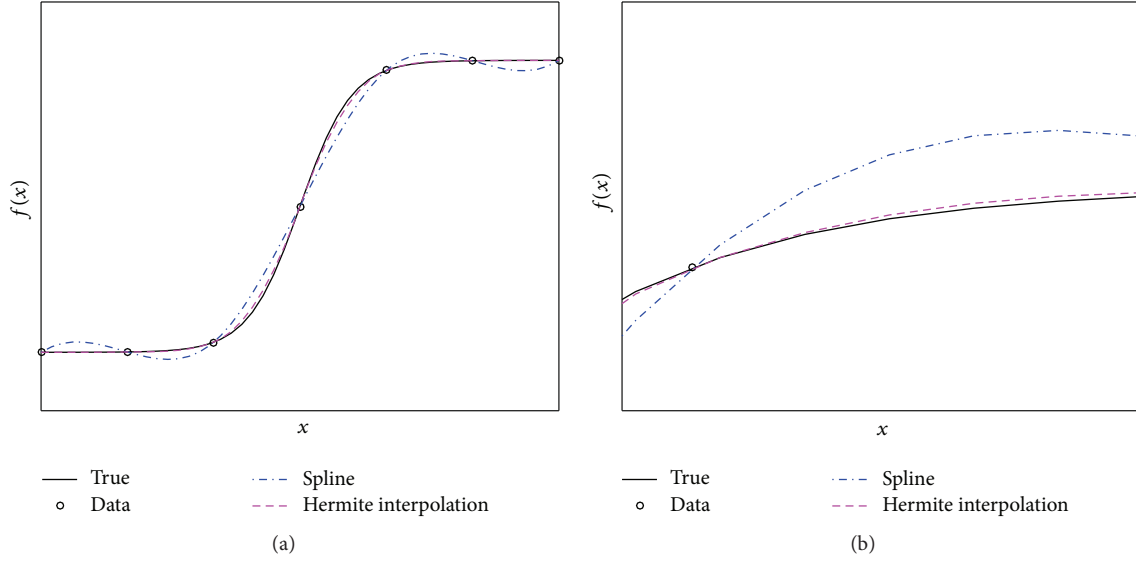 f(x)
x
True
Data
Spline
Hermite interpolation
(a)
f(x)
x
True
Data
Spline
Hermite interpolation
(b)